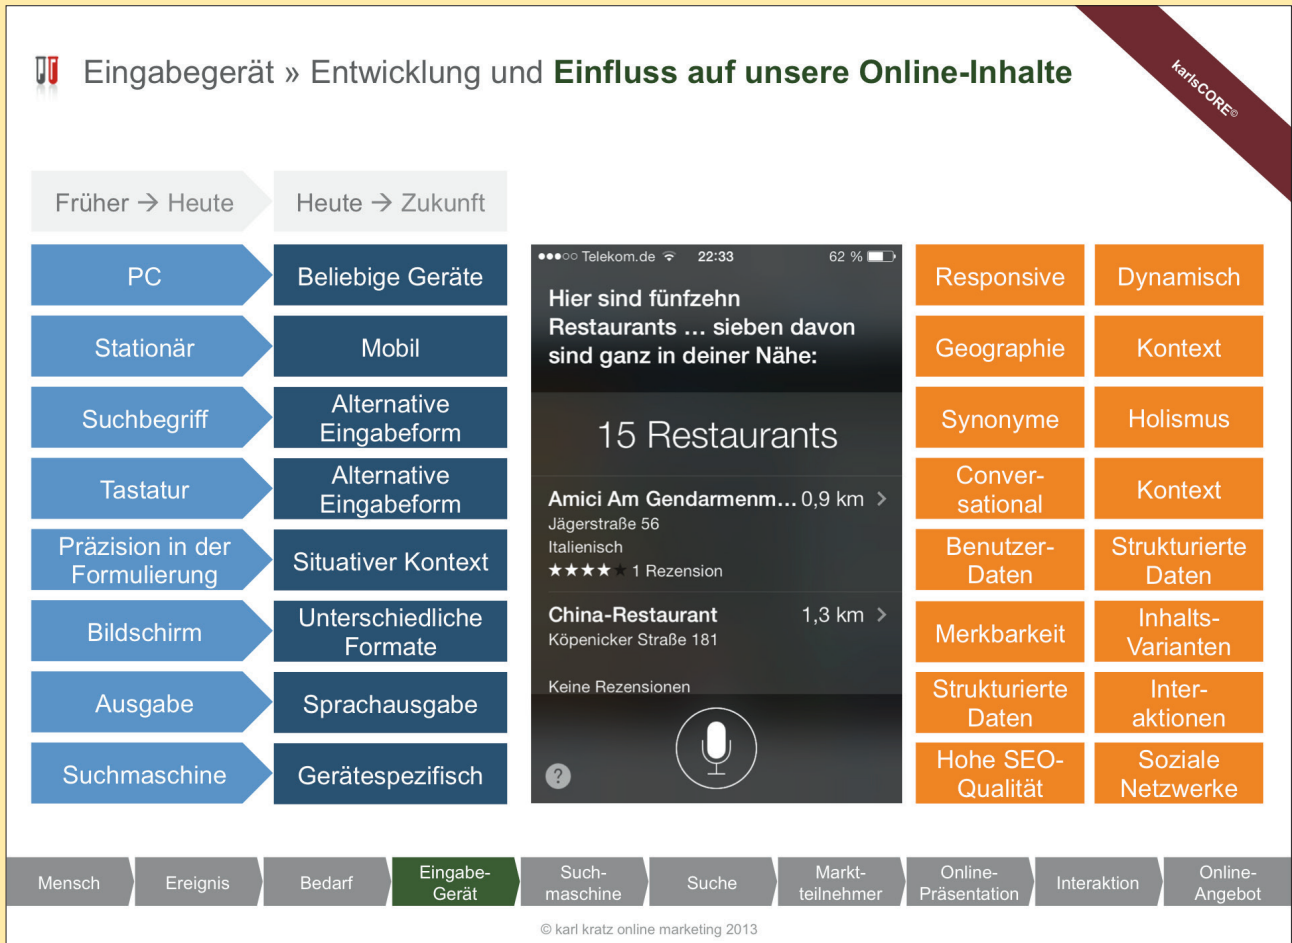 Eingabegerät » Entwicklung und Einfluss auf unsere Online-Inhalte
karlsCORE©
Früher → Heute
Heute → Zukunft
PC
Beliebige Geräte
Stationär
Mobil
Suchbegriff
Alternative
Eingabeform
Tastatur
Alternative
Eingabeform
Präzision in der
Formulierung
Situativer Kontext
Bildschirm
Unterschiedliche
Formate
Ausgabe
Sprachausgabe
Suchmaschine
Gerätespezifisch
Telekom.de 22:33 62 %
Hier sind fünfzehn
Restaurants ... sieben davon
sind ganz in deiner Nähe:
15 Restaurants
Amici Am Gendarmenm... 0,9 km >
Jägerstraße 56
Italienisch
★★★★★ 1 Rezension
China-Restaurant 1,3 km >
Köpenicker Straße 181
Keine Rezensionen
?
Responsive
Dynamisch
Geographie
Kontext
Synonyme
Holismus
Conver-
sational
Kontext
Benutzer-
Daten
Strukturierte
Daten
Merkbarkeit
Inhalts-
Varianten
Strukturierte
Daten
Inter-
aktionen
Hohe SEO-
Qualität
Soziale
Netzwerke
Mensch
Ereignis
Bedarf
Eingabe-
Gerät
Such-
maschine
Suche
Markt-
teilnehmer
Online-
Präsentation
Interaktion
Online-
Angebot
© karl kratz online marketing 2013